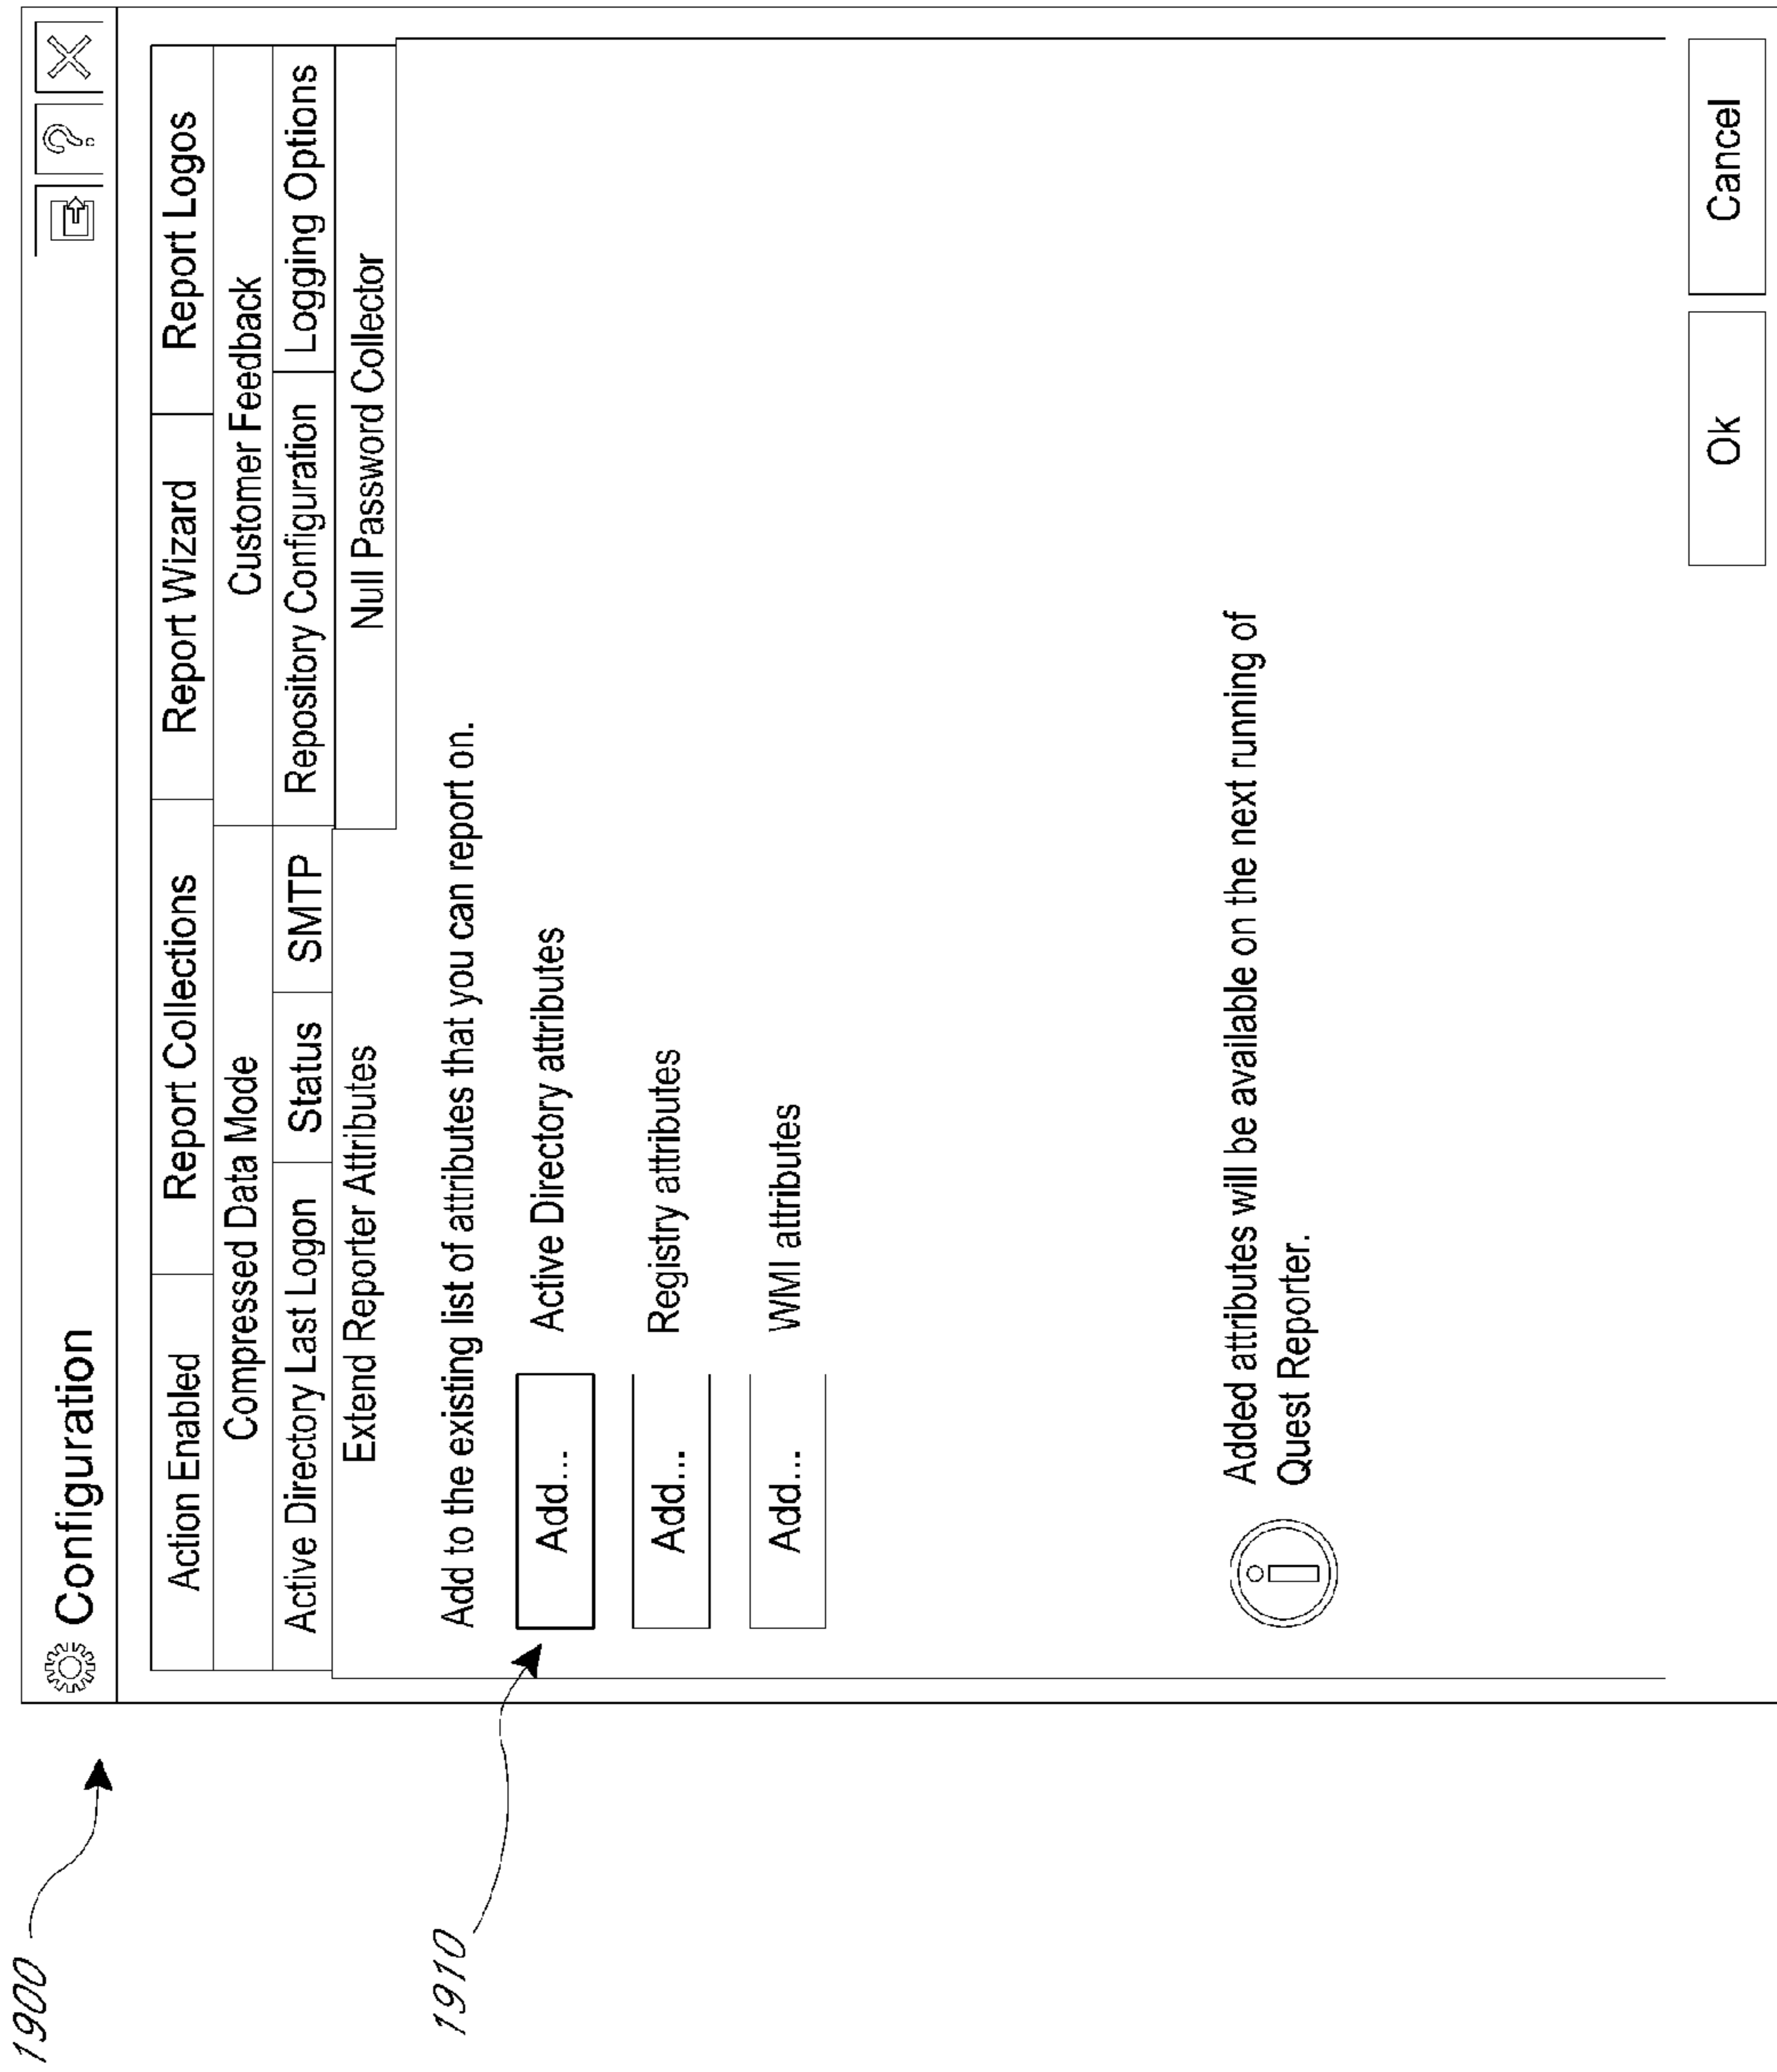 1900
Configuration
?
Action Enabled Report Collections Report Wizard Report Logos
Compressed Data Mode Customer Feedback
Active Directory Last Logon Status SMTP Repository Configuration Logging Options
Extend Reporter Attributes Null Password Collector
Add to the existing list of attributes that you can report on.
1910
Add... Active Directory attributes
Add... Registry attributes
Add... WMI attributes
i
Added attributes will be available on the next running of
Quest Reporter.
Ok Cancel